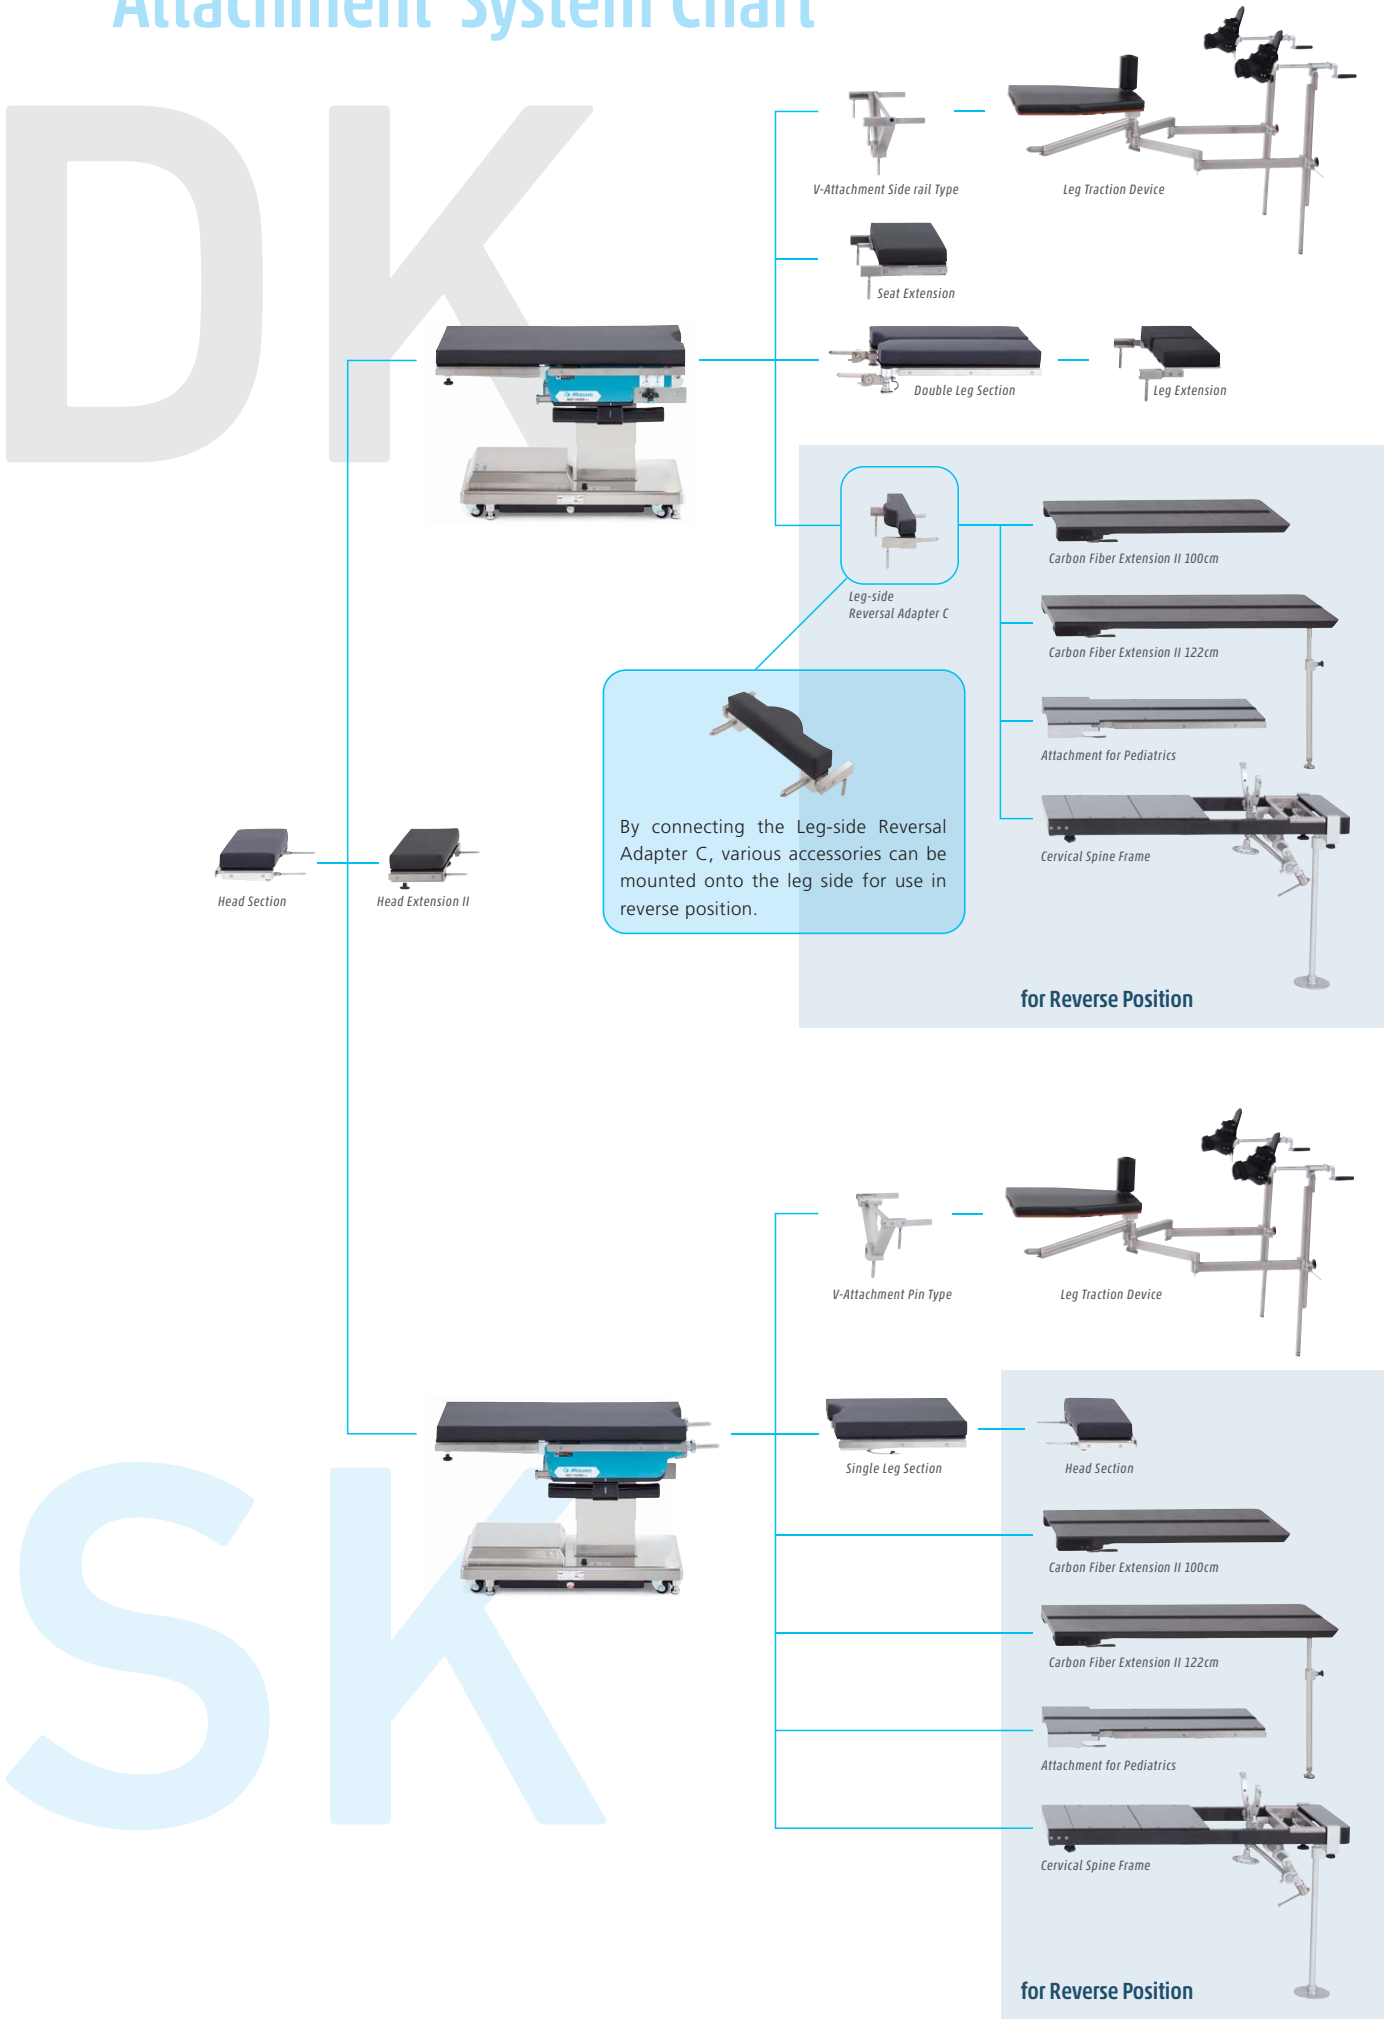 Attachment System Chart
DK
V-Attachment Side rail Type
Leg Traction Device
Seat Extension
Double Leg Section
Leg Extension
MIZUHO
Leg-side
Reversal Adapter C
Carbon Fiber Extension II 100cm
Carbon Fiber Extension II 122cm
Attachment for Pediatrics
Cervical Spine Frame
By connecting the Leg-side Reversal
Adapter C, various accessories can be
mounted onto the leg side for use in
reverse position.
Head Section
Head Extension II
for Reverse Position
SK
V-Attachment Pin Type
Leg Traction Device
MIZUHO
Single Leg Section
Head Section
Carbon Fiber Extension II 100cm
Carbon Fiber Extension II 122cm
Attachment for Pediatrics
Cervical Spine Frame
for Reverse Position